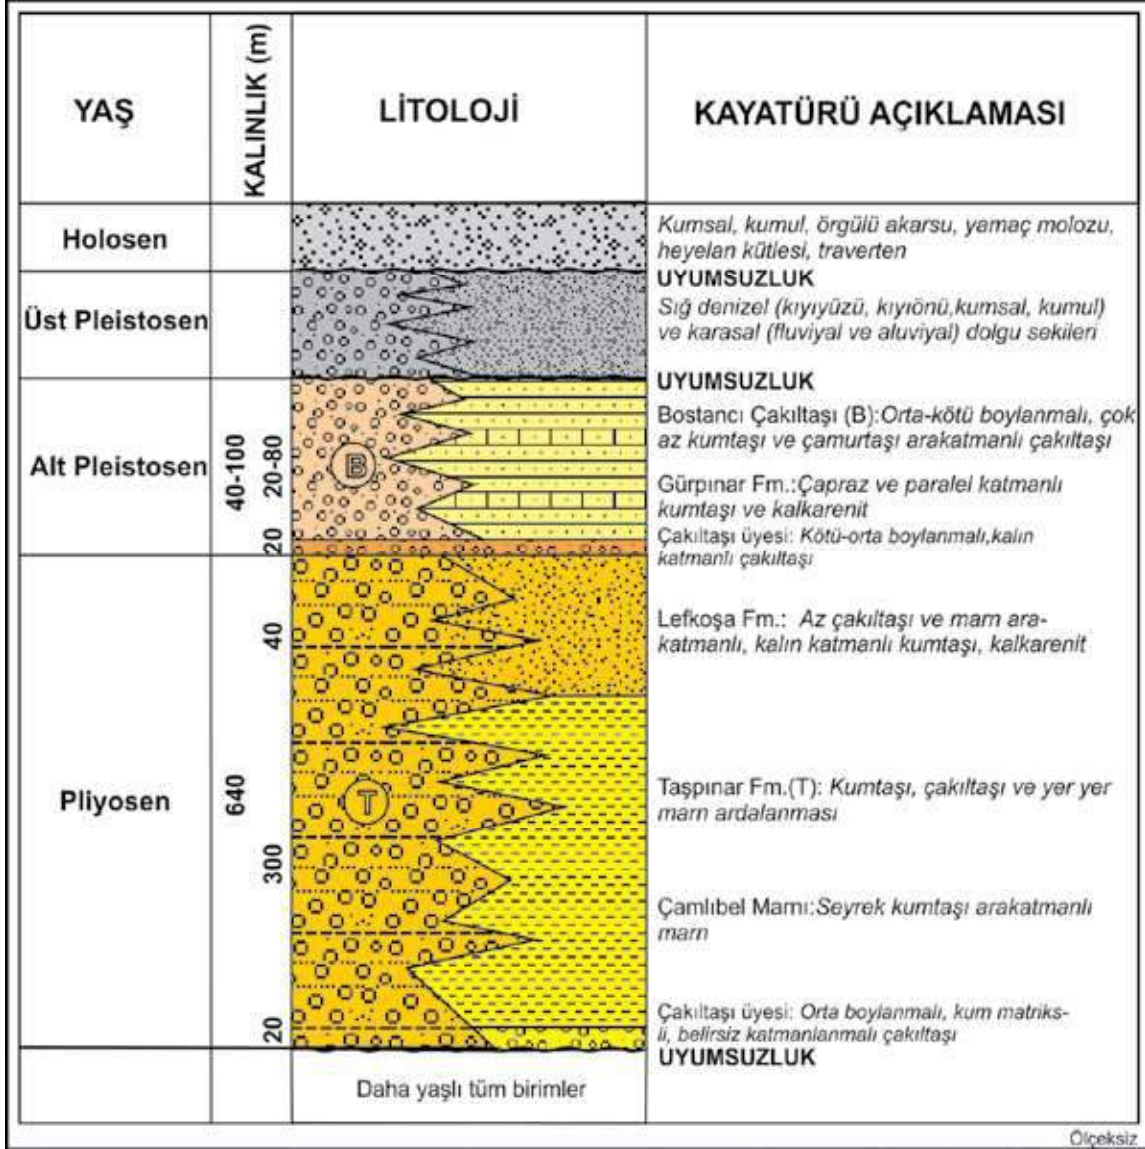 YAŞ
KALINLIK (m)
LİTOLOJİ
KAYATÜRÜ AÇIKLAMASI
Holosen
Kumsal, kumul, örgülü akarsu, yamaç molozu,
heyelan kütlesi, traverten
UYUMSUZLUK
Üst Pleistosen
Sığ denizel (kıyıyüzü, kıyıönü,kumsal, kumul)
ve karasal (fluviyal ve aluviyal) dolgu sekileri
UYUMSUZLUK
Alt Pleistosen
40-100
20-80
20
B
Bostancı Çakıltaşı (B):Orta-kötü boylanmalı, çok
az kumtaşı ve çamurtaşı arakatmanlı çakıltaşı
Gürpınar Fm.:Çapraz ve paralel katmanlı
kumtaşı ve kalkarenit
Çakıltaşı üyesi: Kötü-orta boylanmalı,kalın
katmanlı çakıltaşı
Pliyosen
640
40
300
20
T
Lefkoşa Fm.: Az çakıltaşı ve marn ara-
katmanlı, kalın katmanlı kumtaşı, kalkarenit
Taşpınar Fm.(T): Kumtaşı, çakıltaşı ve yer yer
marn ardalanması
Çamlıbel Marnı:Seyrek kumtaşı arakatmanlı
marn
Çakıltaşı üyesi: Orta boylanmalı, kum matriks-
li, belirsiz katmanlanmalı çakıltaşı
UYUMSUZLUK
Daha yaşlı tüm birimler
Ölçeksiz